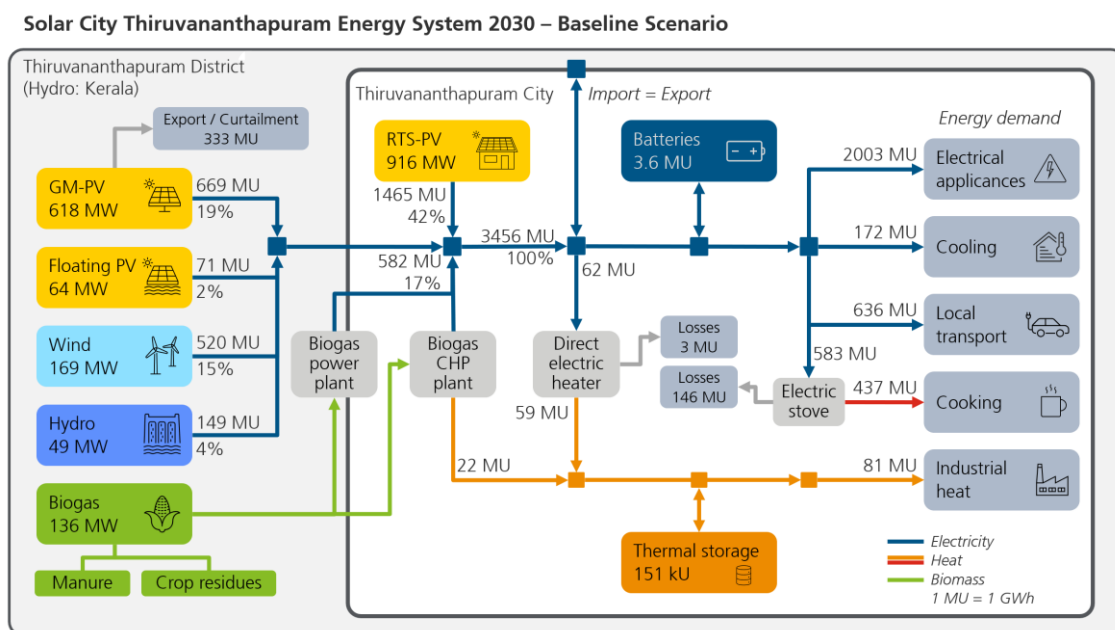 Solar City Thiruvananthapuram Energy System 2030 – Baseline Scenario
Thiruvananthapuram District
(Hydro: Kerala)
Export / Curtailment
333 MU
GM-PV
618 MW
669 MU
19%
Floating PV
64 MW
71 MU
2%
Wind
169 MW
520 MU
15%
Hydro
49 MW
149 MU
4%
Biogas
136 MW
Manure
Crop residues
Thiruvananthapuram City
Import = Export
RTS-PV
916 MW
1465 MU
42%
582 MU
17%
3456 MU
100%
Biogas
power
plant
Biogas
CHP
plant
22 MU
62 MU
Direct
electric
heater
59 MU
Losses
3 MU
Losses
146 MU
Batteries
3.6 MU
583 MU
Electric
stove
Thermal storage
151 kU
Energy demand
2003 MU
Electrical
applicances
172 MU
Cooling
636 MU
Local
transport
437 MU
Cooking
81 MU
Industrial
heat
Electricity
Heat
Biomass
1 MU = 1 GWh